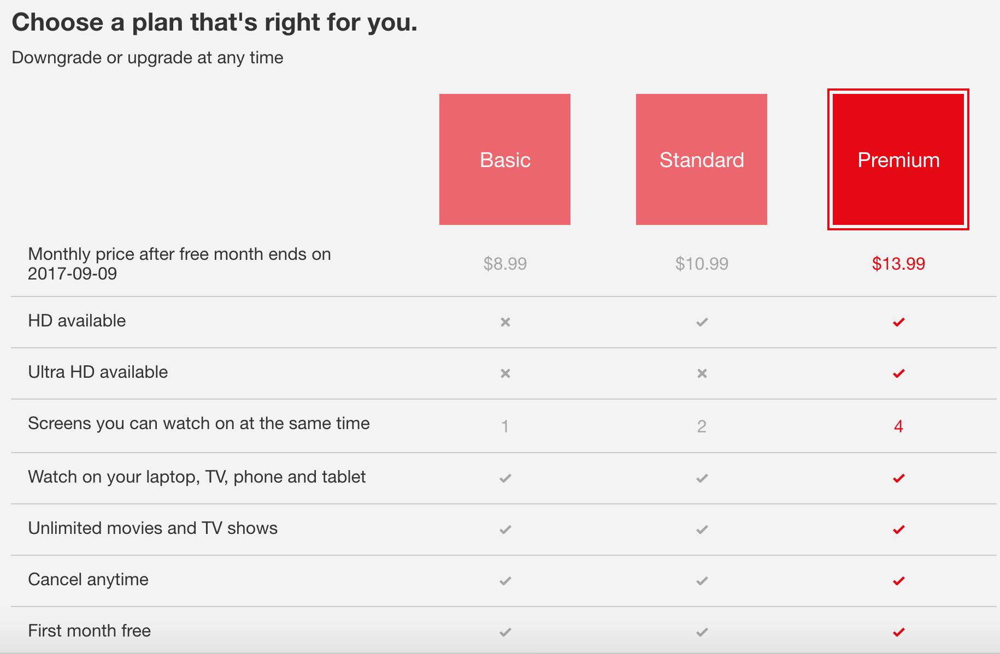 Choose a plan that's right for you.
Downgrade or upgrade at any time
Basic Standard Premium
Monthly price after free month ends on
2017-09-09 $8.99 $10.99 $13.99
HD available
Ultra HD available
Screens you can watch on at the same time 1 2 4
Watch on your laptop, TV, phone and tablet
Unlimited movies and TV shows
Cancel anytime
First month free